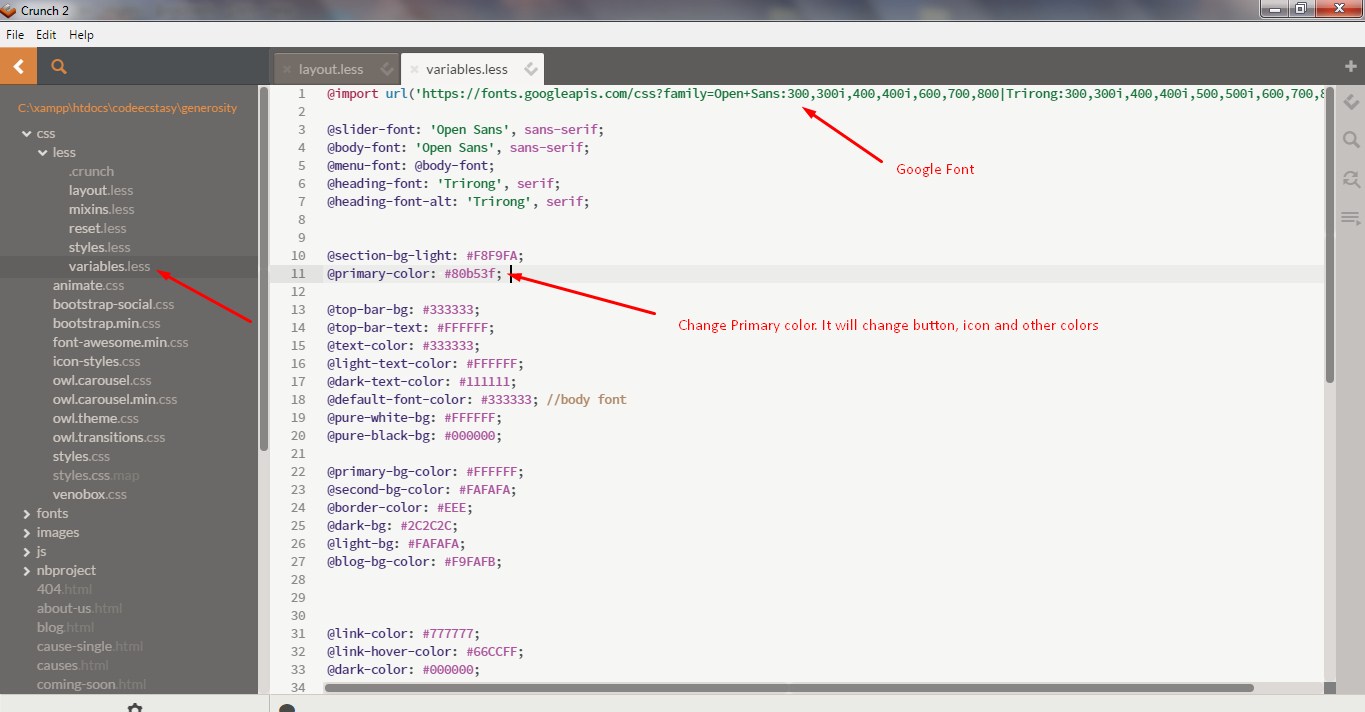 Crunch 2
File Edit Help
layout.less
variables.less
C:\xampp\htdocs\codeecstasy\generosity
css
less
.crunch
layout.less
mixins.less
reset.less
styles.less
variables.less
animate.css
bootstrap-social.css
bootstrap.min.css
font-awesome.min.css
icon-styles.css
owl.carousel.css
owl.carousel.min.css
owl.theme.css
owl.transitions.css
styles.css
styles.css.map
venobox.css
fonts
images
js
nbproject
404.html
about-us.html
blog.html
cause-single.html
causes.html
coming-soon.html
1 @import url('https://fonts.googleapis.com/css?family=Open+Sans:300,300i,400,400i,600,700,800|Trirong:300,300i,400,400i,500,500i,600,700,8
2
3 @slider-font: 'Open Sans', sans-serif;
4 @body-font: 'Open Sans', sans-serif;
5 @menu-font: @body-font;
6 @heading-font: 'Trirong', serif;
7 @heading-font-alt: 'Trirong', serif;
8
9
10 @section-bg-light: #F8F9FA;
11 @primary-color: #80b53f;
12
13 @top-bar-bg: #333333;
14 @top-bar-text: #FFFFFF;
15 @text-color: #333333;
16 @light-text-color: #FFFFFF;
17 @dark-text-color: #111111;
18 @default-font-color: #333333; //body font
19 @pure-white-bg: #FFFFFF;
20 @pure-black-bg: #000000;
21
22 @primary-bg-color: #FFFFFF;
23 @second-bg-color: #FAFAFA;
24 @border-color: #EEE;
25 @dark-bg: #2C2C2C;
26 @light-bg: #FAFAFA;
27 @blog-bg-color: #F9FAFB;
28
29
30
31 @link-color: #777777;
32 @link-hover-color: #66CCFF;
33 @dark-color: #000000;
34
Google Font
Change Primary color. It will change button, icon and other colors